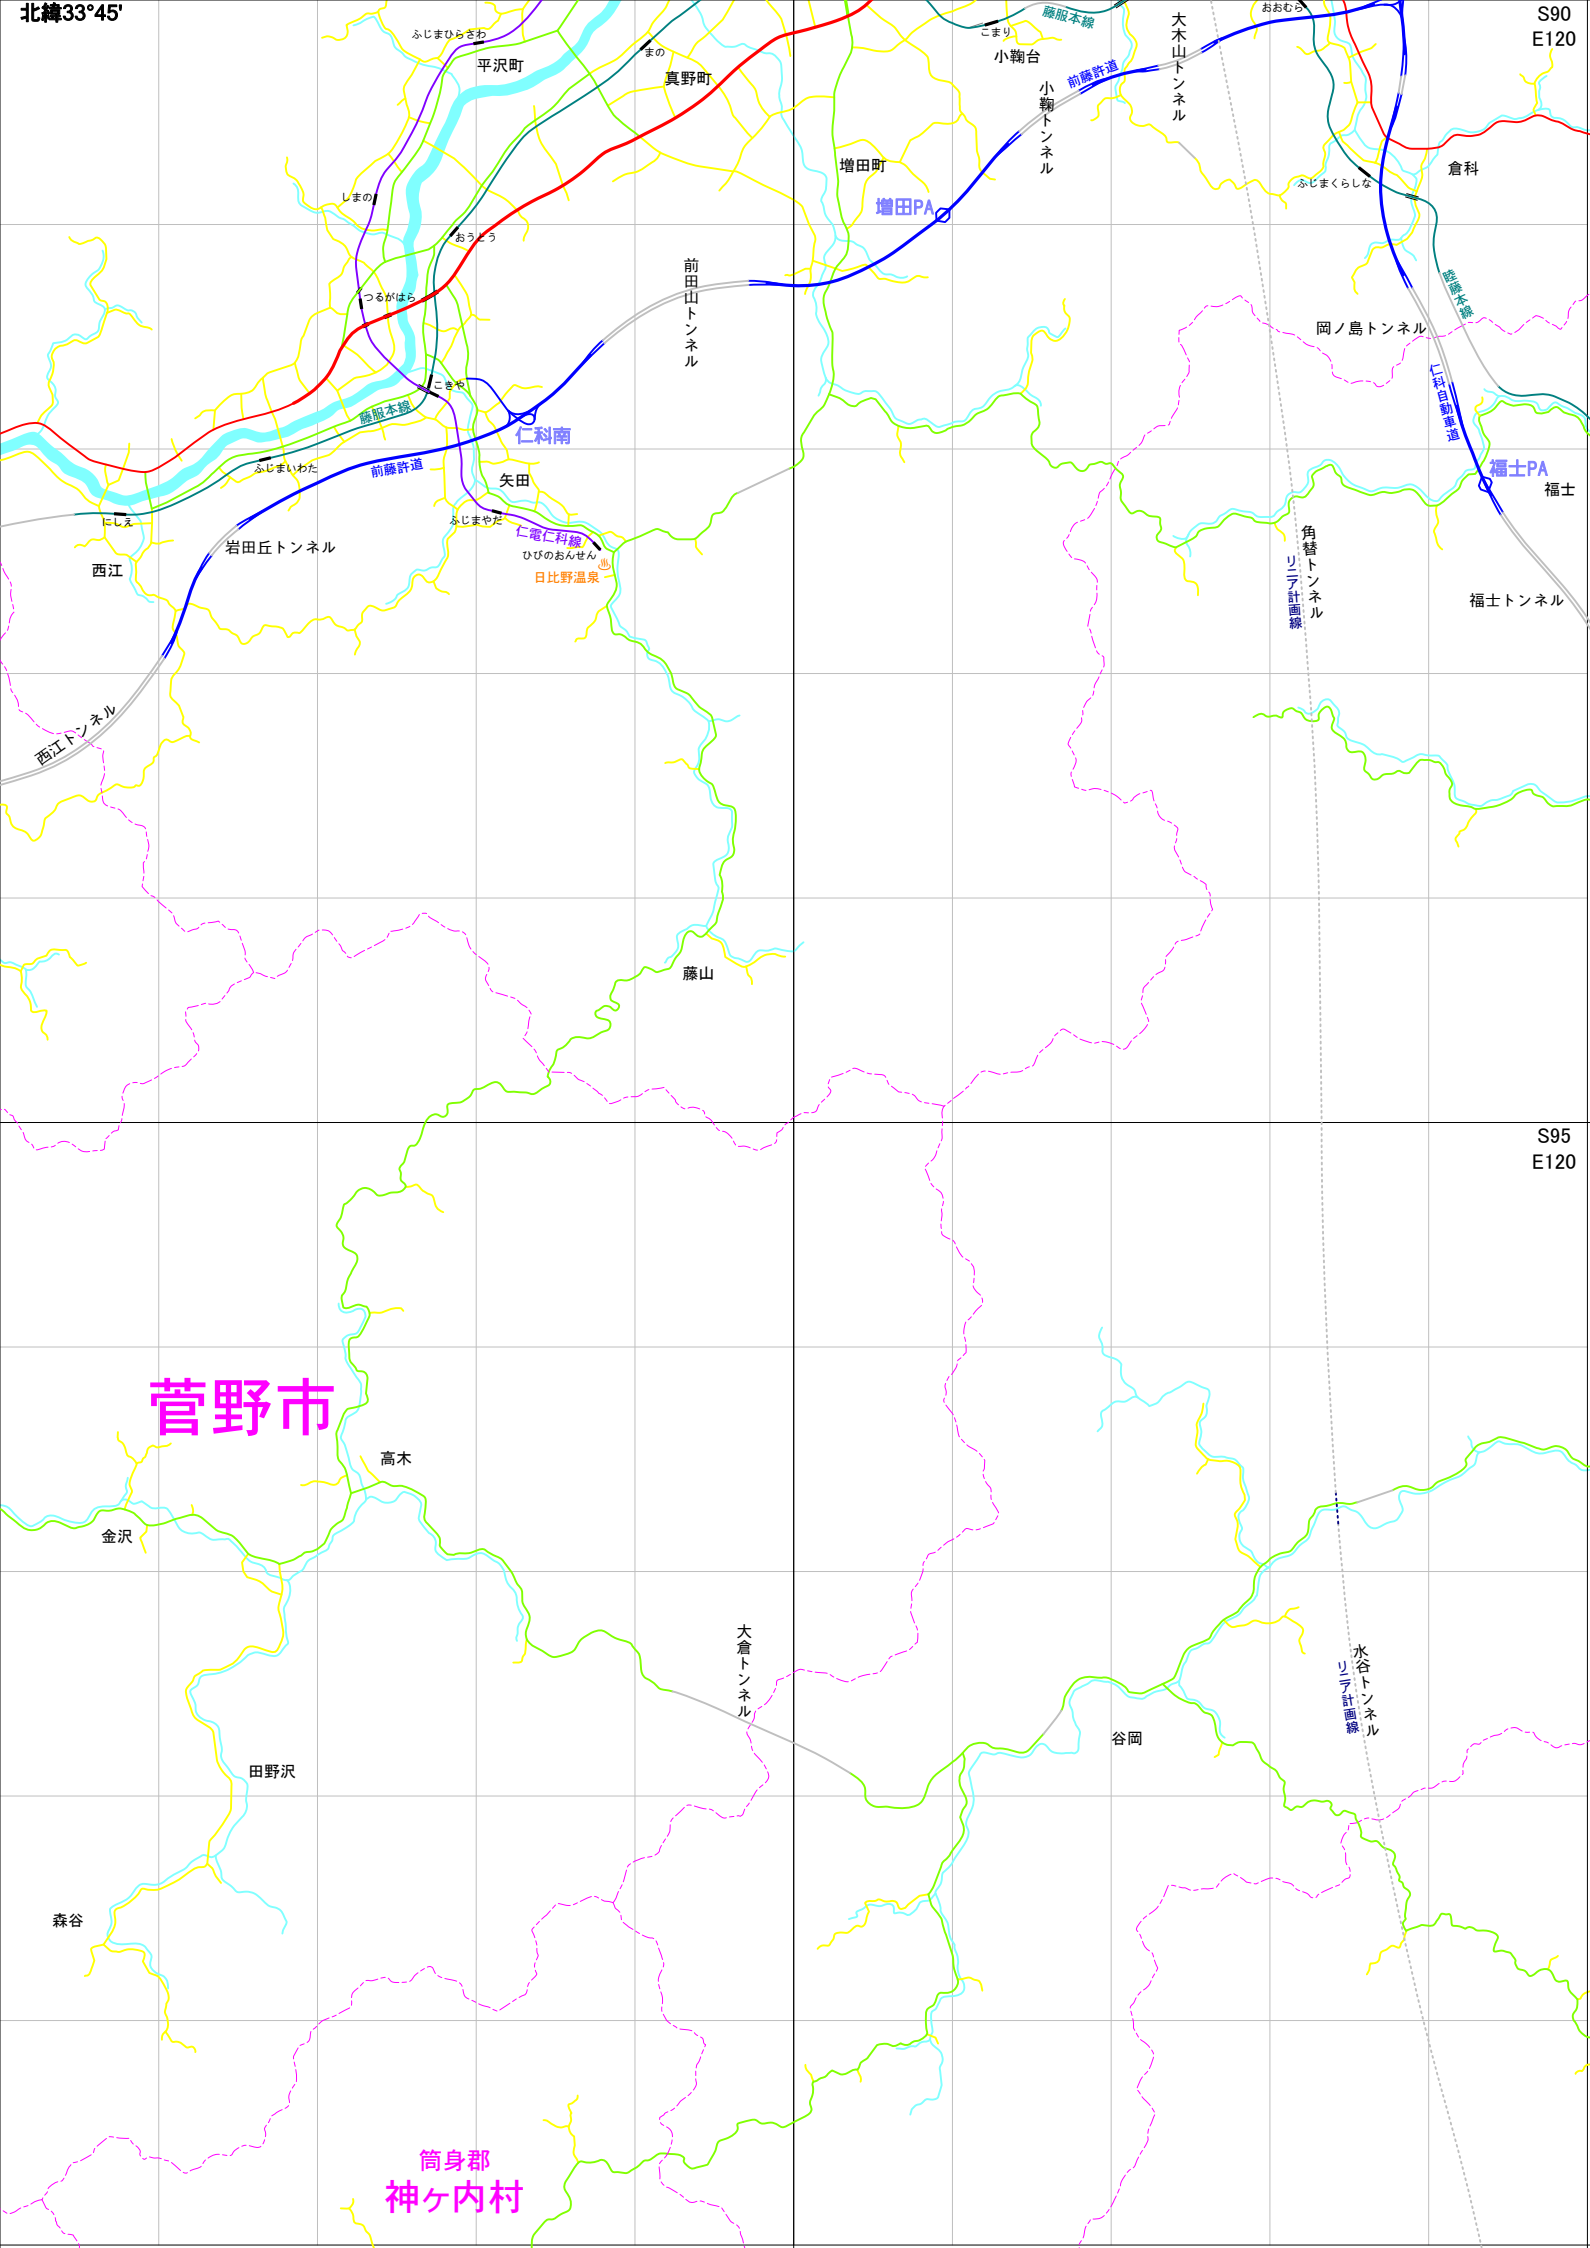 北緯33°45'
S90
E120
ふじまひらさわ
平沢町
まの
真野町
こまり
藤服本線
小鞠台
小鞠トンネル
前藤許道
大木山トンネル
おおむら
ふじまくらしな
倉科
しまの
おうとう
つるがはら
増田町
増田PA
前田山トンネル
睦藤本線
岡ノ島トンネル
仁科自動車道
こきや
藤服本線
仁科南
前藤許道
ふじまいわた
矢田
ふじまやだ
仁電仁科線
ひびのおんせん
日比野温泉
にしえ
岩田丘トンネル
西江
西江トンネル
福士PA
福士
福士トンネル
角替トンネル
リニア計画線
藤山
S95
E120
菅野市
高木
金沢
田野沢
森谷
大倉トンネル
谷岡
水谷トンネル
リニア計画線
筒身郡
神ヶ内村